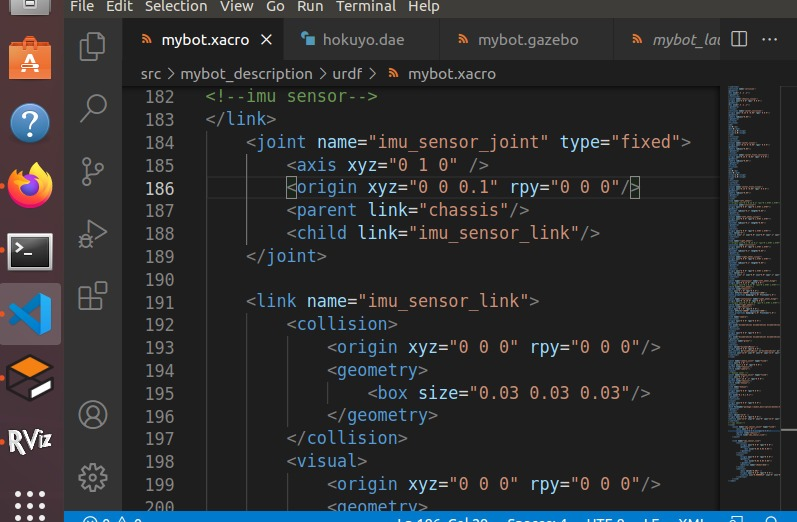 File Edit Selection View Go Run Terminal Help
mybot.xacro hokuyo.dae mybot.gazebo
src > mybot_description > urdf > mybot.xacro
182 <!--imu sensor-->
183 </link>
184 <joint name="imu_sensor_joint" type="fixed">
185 <axis xyz="0 1 0" />
186 <origin xyz="0 0 0.1" rpy="0 0 0"/>
187 <parent link="chassis"/>
188 <child link="imu_sensor_link"/>
189 </joint>
190
191 <link name="imu_sensor_link">
192 <collision>
193 <origin xyz="0 0 0" rpy="0 0 0"/>
194 <geometry>
195 <box size="0.03 0.03 0.03"/>
196 </geometry>
197 </collision>
198 <visual>
199 <origin xyz="0 0 0" rpy="0 0 0"/>
200 <geometry>
RViz